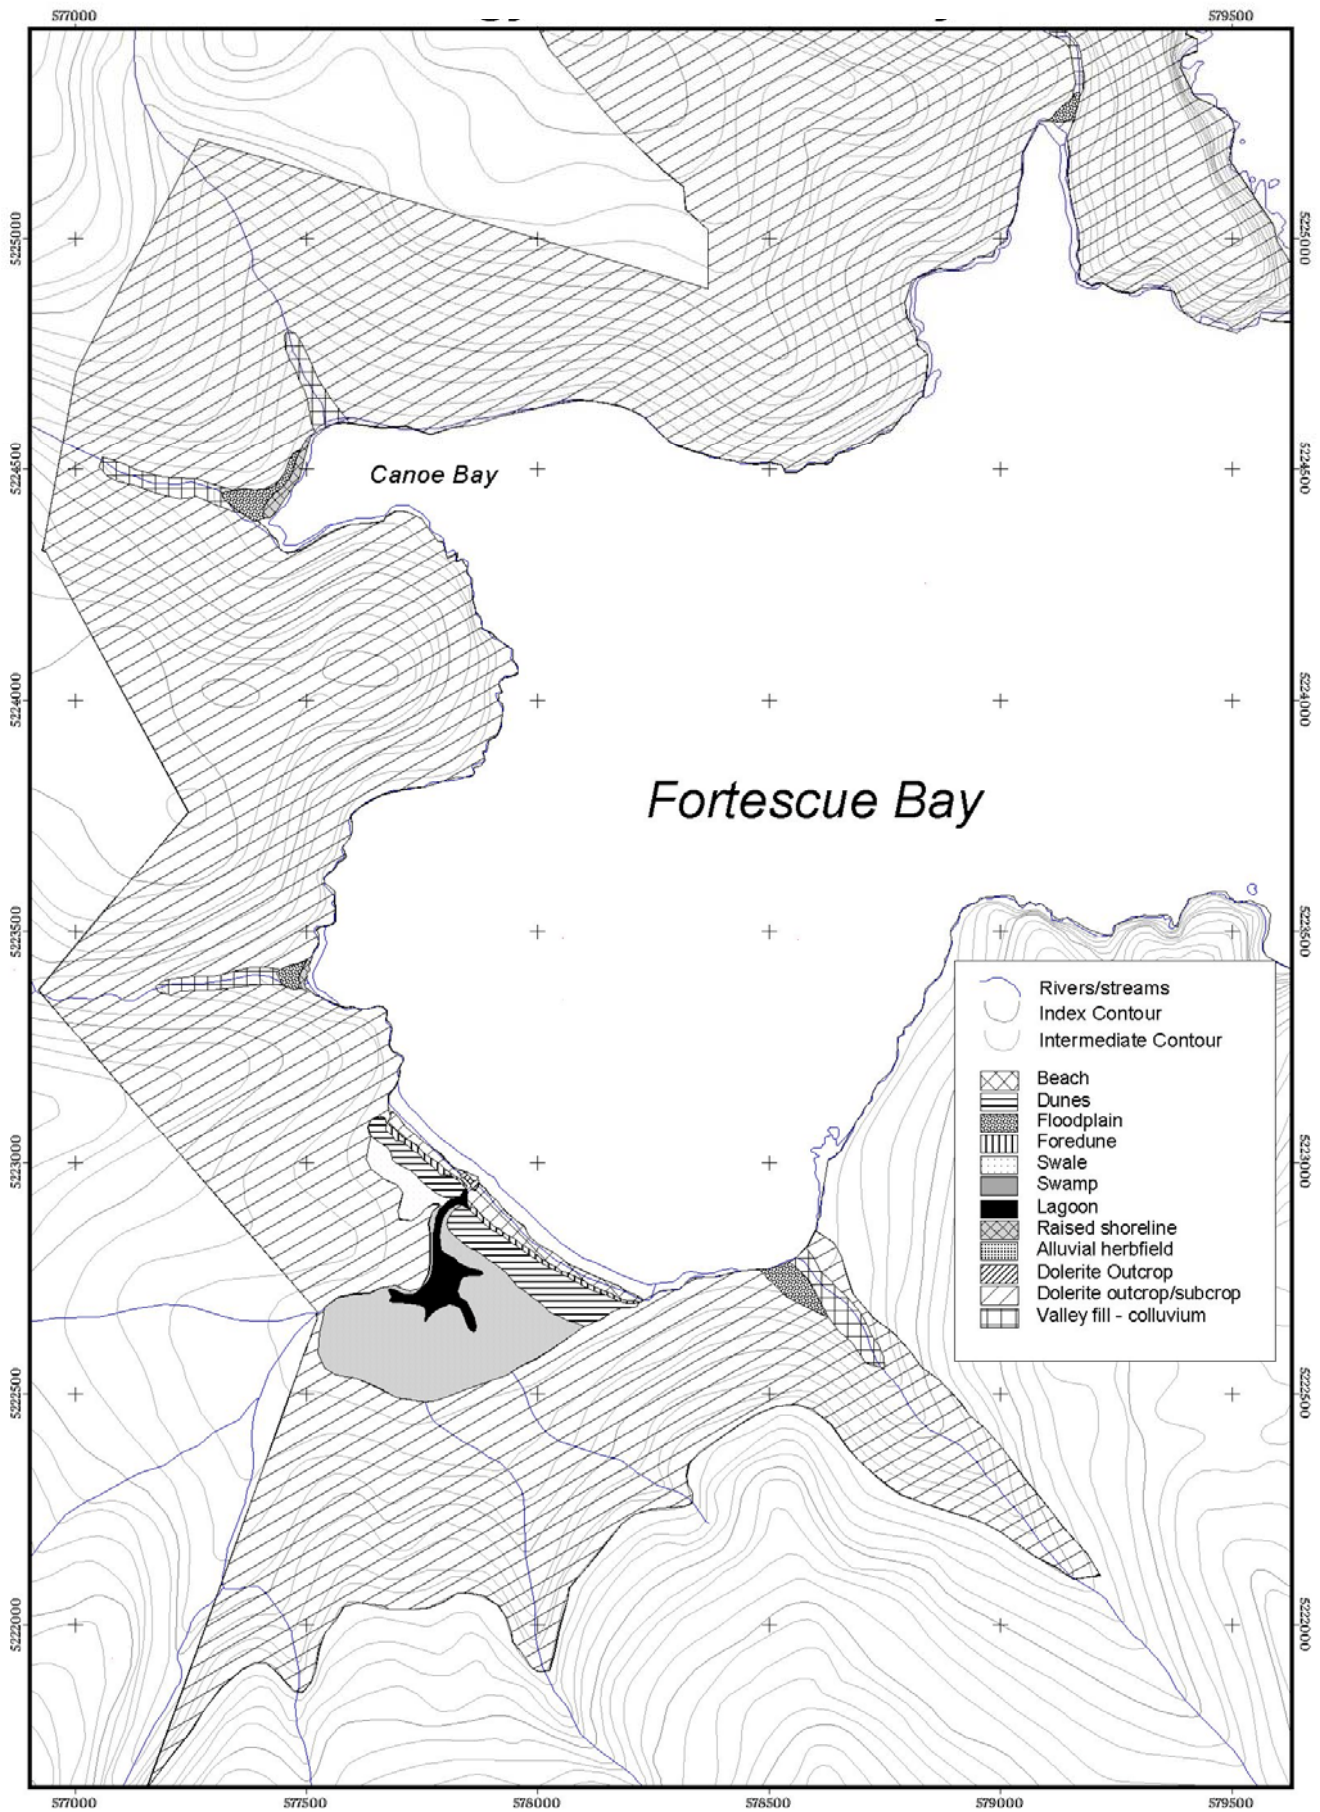 577000
579500
5225000
5225000
5224500
5224500
Canoe Bay
5224000
5224000
Fortescue Bay
5223500
5223500
Rivers/streams
Index Contour
Intermediate Contour
Beach
Dunes
Floodplain
Foredune
Swale
Swamp
Lagoon
Raised shoreline
Alluvial herbfield
Dolerite Outcrop
Dolerite outcrop/subcrop
Valley fill - colluvium
5223000
5223000
5222500
5222500
5222000
5222000
577000
577500
578000
578500
579000
579500